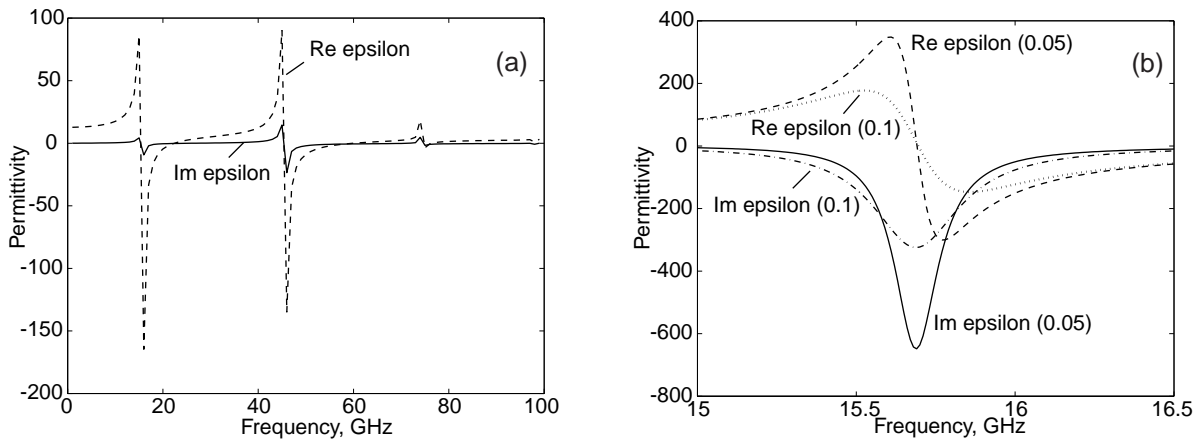 100
50
0
-50
-100
-150
-200
0
20
40
60
80
100
Permittivity
Frequency, GHz
Re epsilon
Im epsilon
(a)
400
200
0
-200
-400
-600
-800
15
15.5
16
16.5
Permittivity
Frequency, GHz
Re epsilon (0.05)
(b)
Re epsilon (0.1)
Im epsilon (0.1)
Im epsilon (0.05)